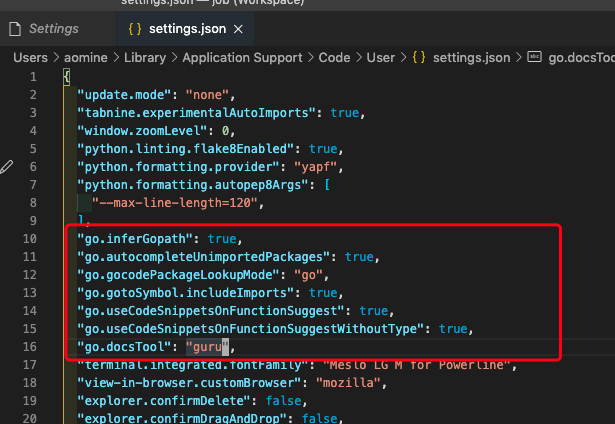 settings.json — job (Workspace)
Settings
{ } settings.json ×
Users > aomine > Library > Application Support > Code > User > { } settings.json > abc go.docsToo
1 {
2 "update.mode": "none",
3 "tabnine.experimentalAutoImports": true,
4 "window.zoomLevel": 0,
5 "python.linting.flake8Enabled": true,
6 "python.formatting.provider": "yapf",
7 "python.formatting.autopep8Args": [
8 "--max-line-length=120",
9 ],
10 "go.inferGopath": true,
11 "go.autocompleteUnimportedPackages": true,
12 "go.gocodePackageLookupMode": "go",
13 "go.gotoSymbol.includeImports": true,
14 "go.useCodeSnippetsOnFunctionSuggest": true,
15 "go.useCodeSnippetsOnFunctionSuggestWithoutType": true,
16 "go.docsTool": "guru",
17 "terminal.integrated.fontFamily": "Meslo LG M for Powerline",
18 "view-in-browser.customBrowser": "mozilla",
19 "explorer.confirmDelete": false,
20 "explorer.confirmDragAndDrop": false,